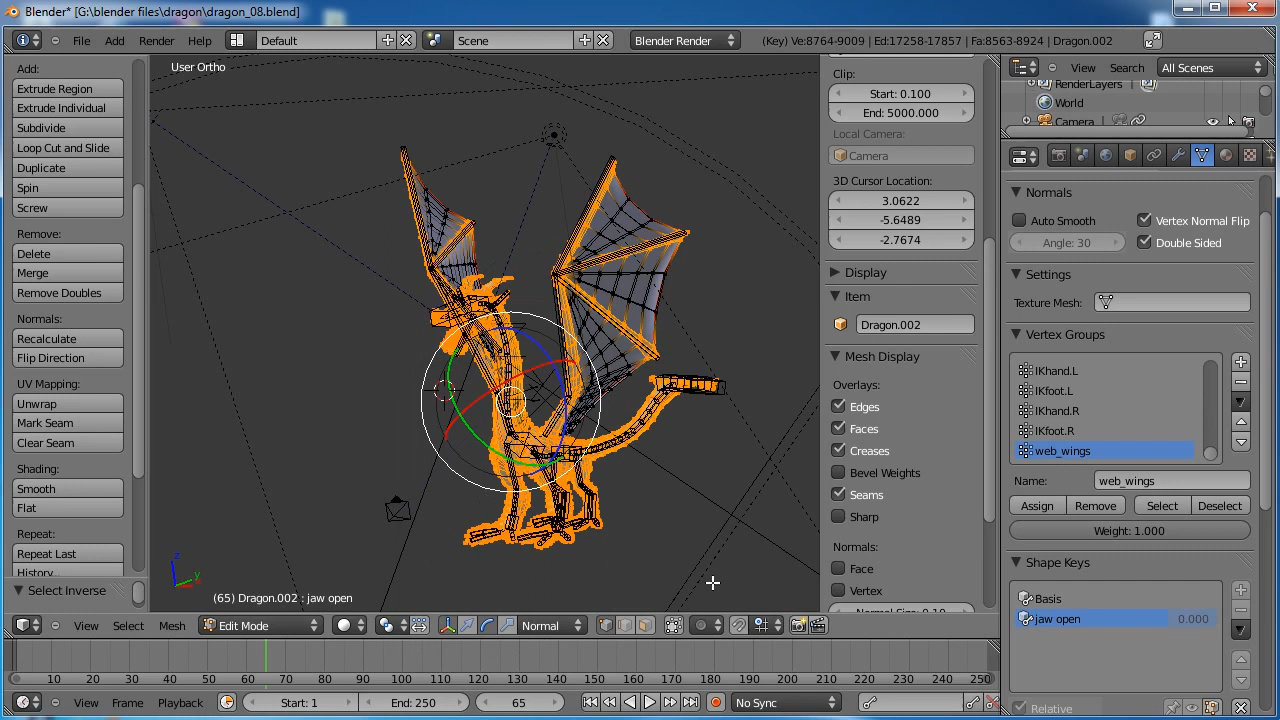 Blender* [G:\blender files\dragon\dragon_08.blend]
File Add Render Help Default Scene Blender Render (Key) Ve:8764-9009 | Ed:17258-17857 | Fa:8563-8924 | Dragon.002
Add:
Extrude Region
Extrude Individual
Subdivide
Loop Cut and Slide
Duplicate
Spin
Screw
Remove:
Delete
Merge
Remove Doubles
Normals:
Recalculate
Flip Direction
UV Mapping:
Unwrap
Mark Seam
Clear Seam
Shading:
Smooth
Flat
Repeat:
Repeat Last
History...
Select Inverse
User Ortho
z
y
(65) Dragon.002 : jaw open
Clip:
Start: 0.100
End: 5000.000
Local Camera:
Camera
3D Cursor Location:
3.0622
-5.6489
-2.7674
Display
Item
Dragon.002
Mesh Display
Overlays:
Edges
Faces
Creases
Bevel Weights
Seams
Sharp
Normals:
Face
Vertex
Normal Size: 0.10
View Search All Scenes
RenderLayers
World
Camera
Normals
Auto Smooth Vertex Normal Flip
Angle: 30 Double Sided
Settings
Texture Mesh:
Vertex Groups
IKhand.L
IKfoot.L
IKhand.R
IKfoot.R
web_wings
Name: web_wings
Assign Remove Select Deselect
Weight: 1.000
Shape Keys
Basis
jaw open 0.000
Relative
View Select Mesh Edit Mode Normal
0 10 20 30 40 50 60 70 80 90 100 110 120 130 140 150 160 170 180 190 200 210 220 230 240 250
View Frame Playback Start: 1 End: 250 65 No Sync